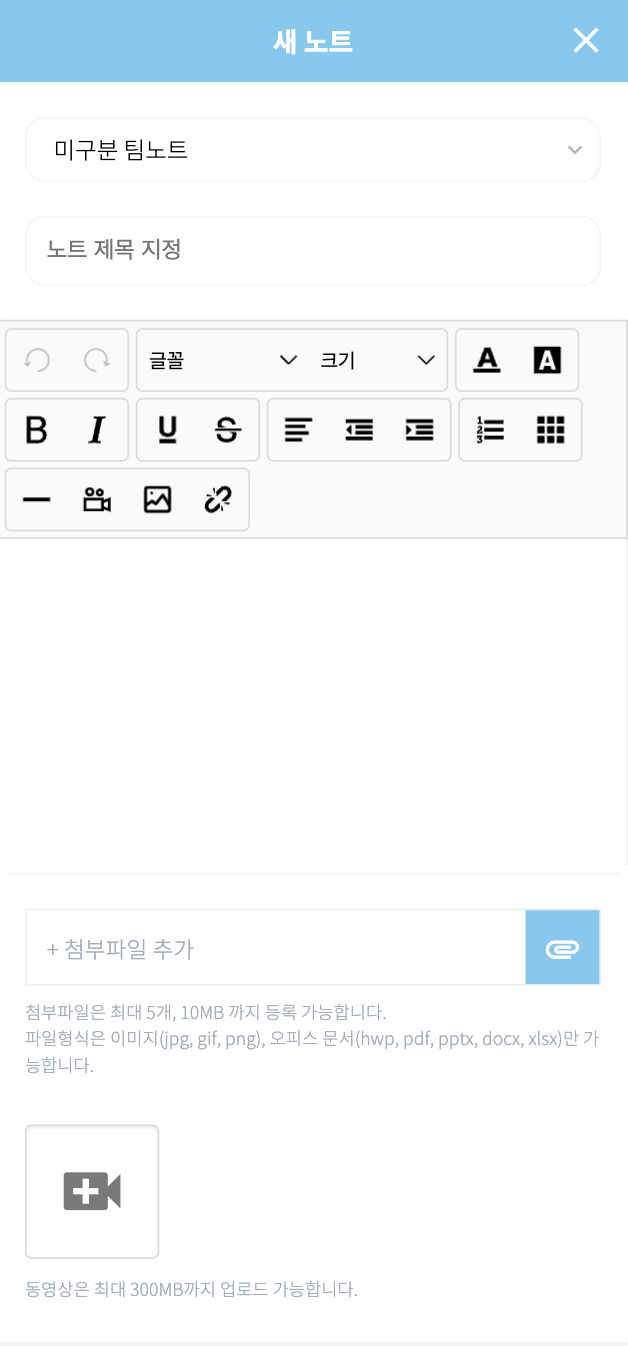 새 노트
미구분 팀노트
노트 제목 지정
글꼴 크기
+ 첨부파일 추가
첨부파일은 최대 5개, 10MB 까지 등록 가능합니다.
파일형식은 이미지(jpg, gif, png), 오피스 문서(hwp, pdf, pptx, docx, xlsx)만 가
능합니다.
동영상은 최대 300MB까지 업로드 가능합니다.